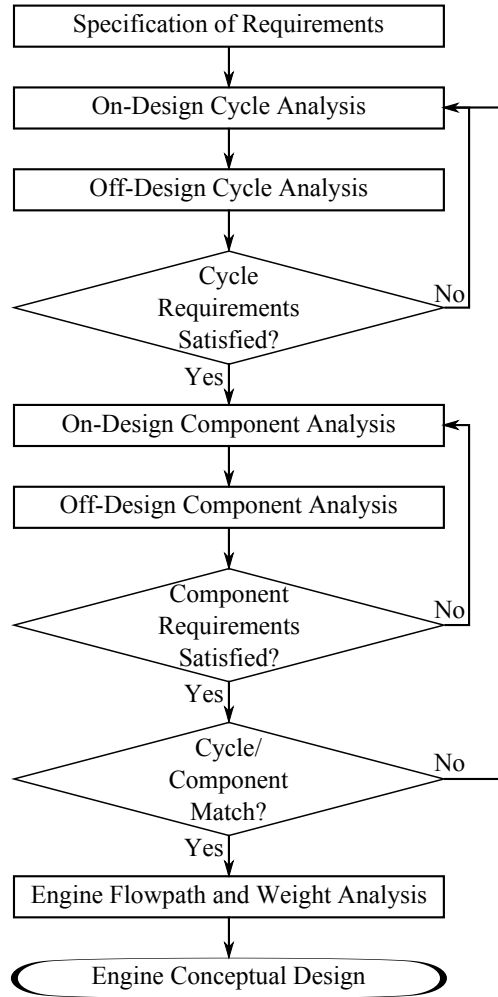 Specification of Requirements
On-Design Cycle Analysis
Off-Design Cycle Analysis
Cycle
Requirements
Satisfied?
No
Yes
On-Design Component Analysis
Off-Design Component Analysis
Component
Requirements
Satisfied?
No
Yes
Cycle/
Component
Match?
No
Yes
Engine Flowpath and Weight Analysis
Engine Conceptual Design